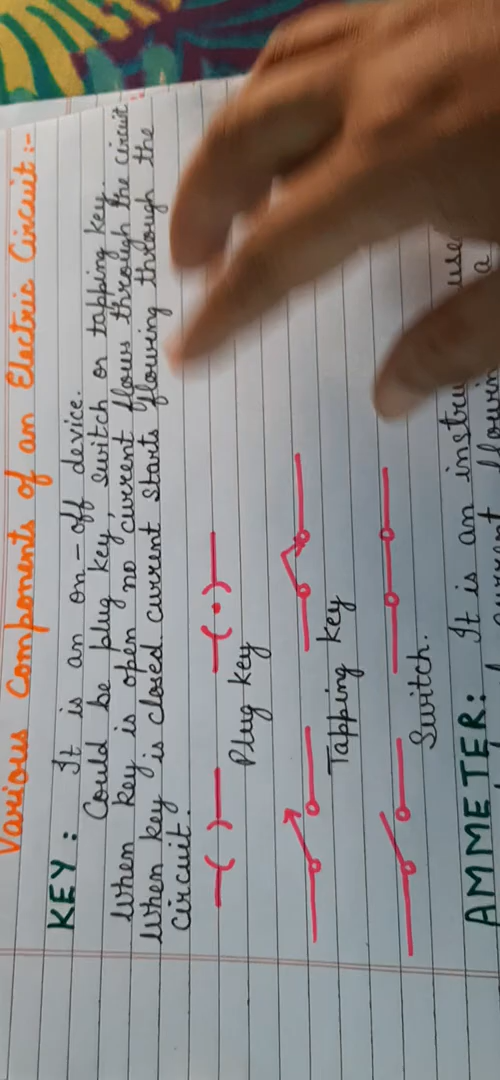 Various Components of an Electric Circuit :-
KEY : It is an on-off device.
Could be plug key, switch or tapping key.
When key is open no current flows through the circuit.
When key is closed current starts flowing through the
circuit.
Plug key
Tapping key
Switch.
AMMETER : It is an instru
current flowin a